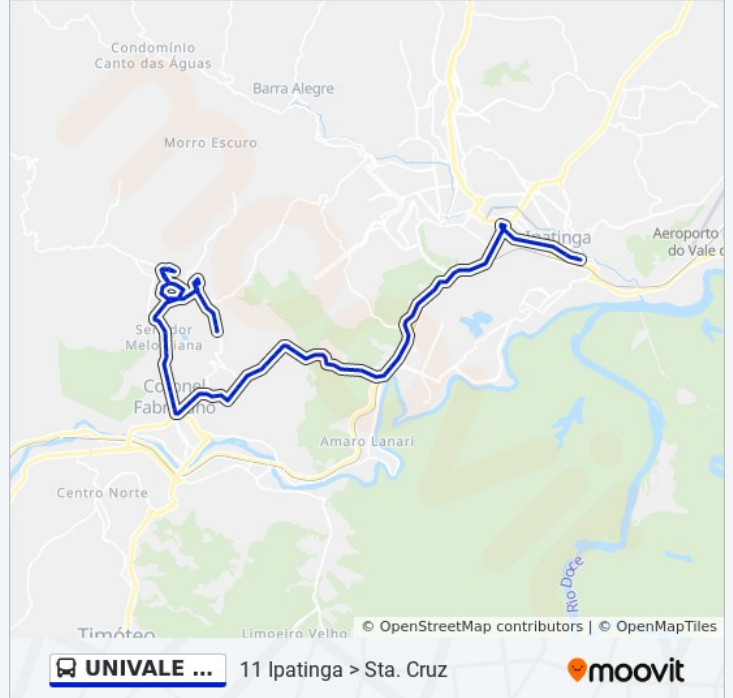 Condomínio
Canto das Águas
Barra Alegre
Morro Escuro
Ipatinga
Aeroporto
do Vale d
Senador
Melo Viana
Coronel
Fabriciano
Amaro Lanari
Centro Norte
Rio Doce
Timóteo
Limoeiro Velho
© OpenStreetMap contributors | © OpenMapTiles
UNIVALE ...
11 Ipatinga > Sta. Cruz
moovit